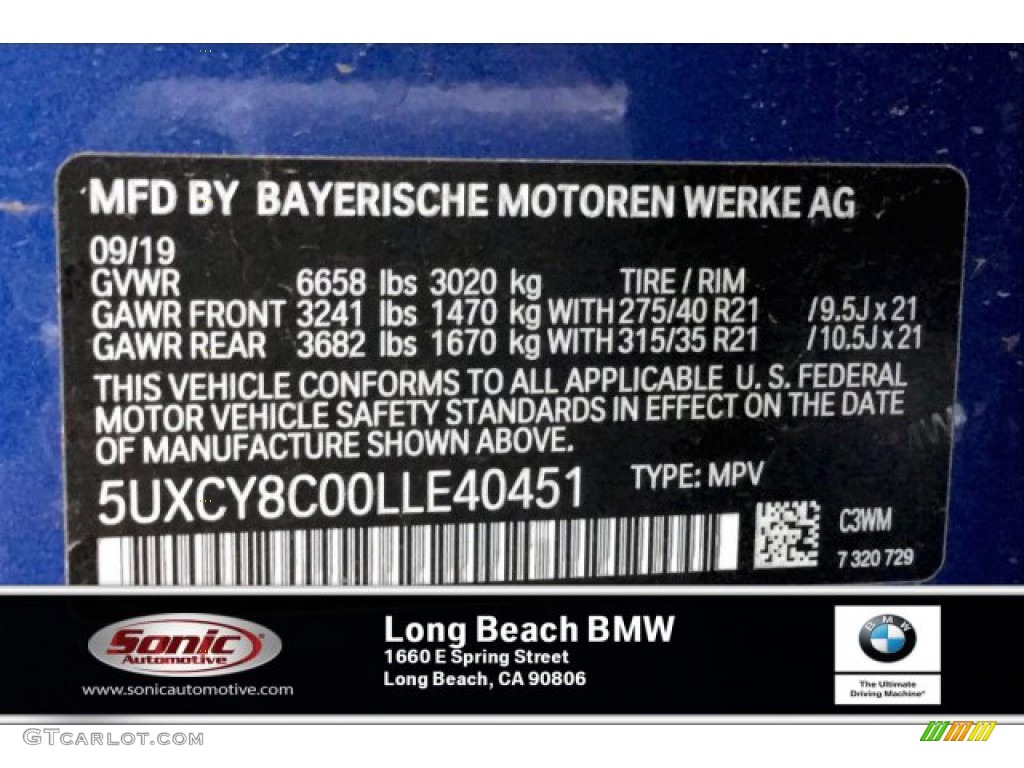 MFD BY BAYERISCHE MOTOREN WERKE AG
09/19
GVWR 6658 lbs 3020 kg TIRE / RIM
GAWR FRONT 3241 lbs 1470 kg WITH 275/40 R21 /9.5J x 21
GAWR REAR 3682 lbs 1670 kg WITH 315/35 R21 /10.5J x 21
THIS VEHICLE CONFORMS TO ALL APPLICABLE U. S. FEDERAL
MOTOR VEHICLE SAFETY STANDARDS IN EFFECT ON THE DATE
OF MANUFACTURE SHOWN ABOVE.
5UXCY8C00LLE40451 TYPE: MPV
C3WM
7 320 729
Sonic
Automotive
www.sonicautomotive.com
Long Beach BMW
1660 E Spring Street
Long Beach, CA 90806
BMW
The Ultimate
Driving Machine®
GTcarlot.com